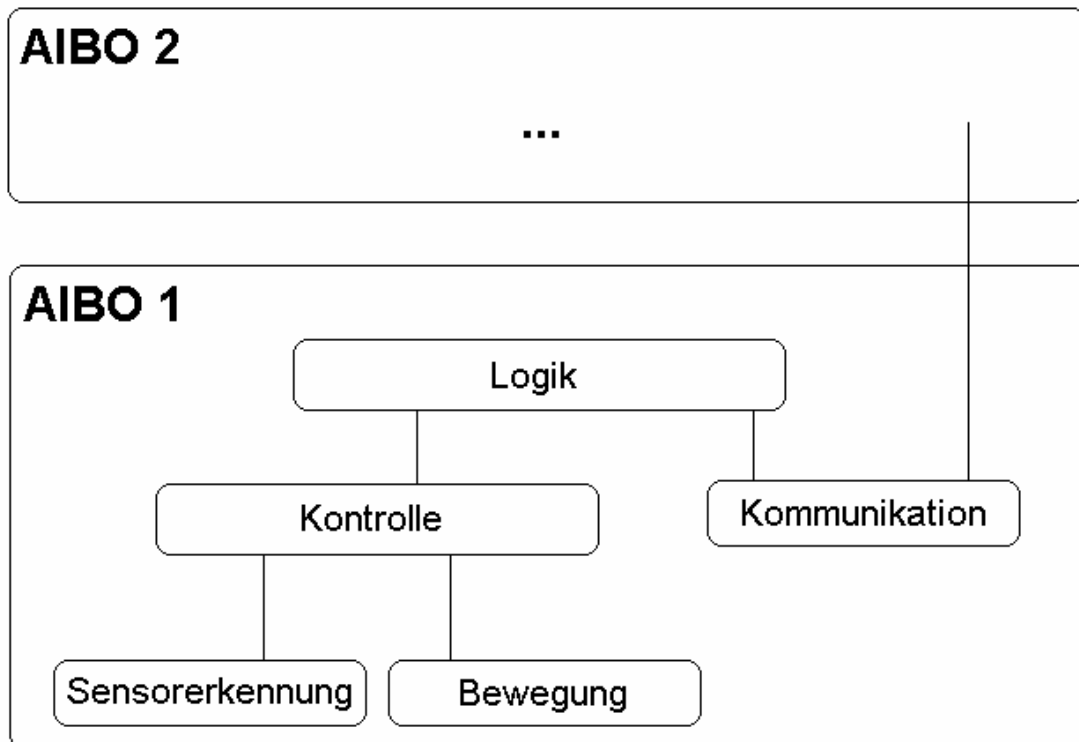 AIBO 2
...
AIBO 1
Logik
Kontrolle
Kommunikation
Sensorerkennung
Bewegung